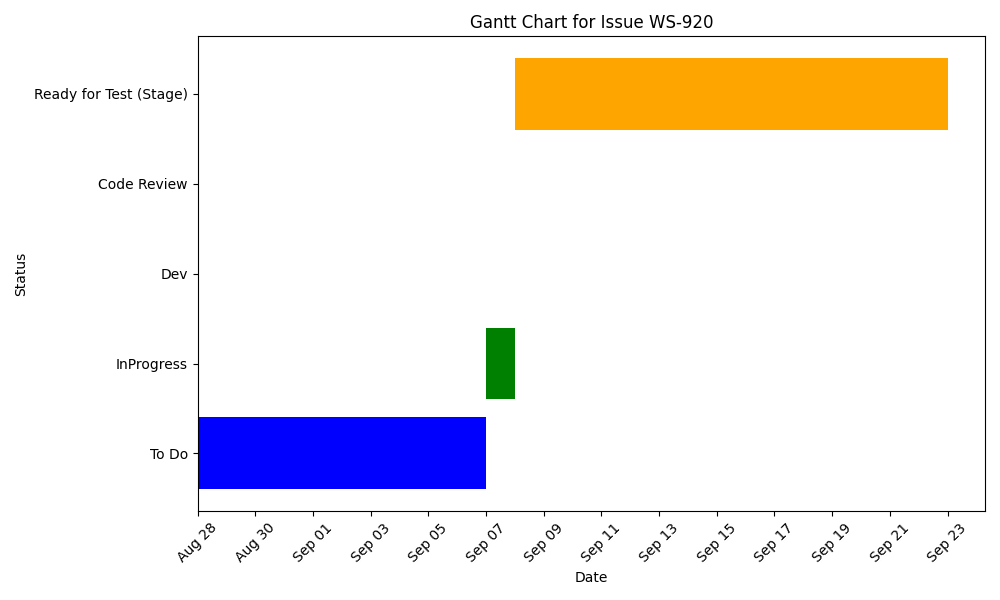 Gantt Chart for Issue WS-920
Status
Ready for Test (Stage)
Code Review
Dev
InProgress
To Do
Aug 28
Aug 30
Sep 01
Sep 03
Sep 05
Sep 07
Sep 09
Sep 11
Sep 13
Sep 15
Sep 17
Sep 19
Sep 21
Sep 23
Date